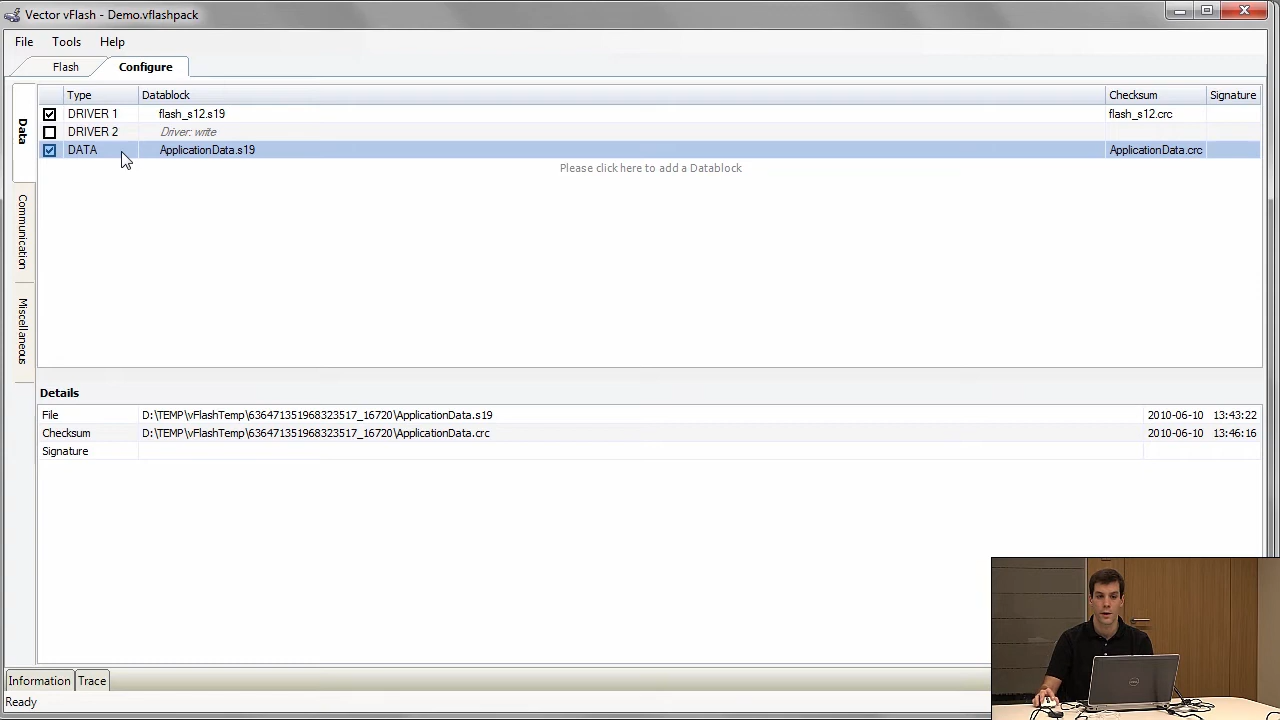 Vector vFlash - Demo.vflashpack
File Tools Help
Flash Configure
Type Datablock Checksum Signature
DRIVER 1 flash_s12.s19 flash_s12.crc
DRIVER 2 Driver: write
DATA ApplicationData.s19 ApplicationData.crc
Please click here to add a Datablock
Data
Communication
Miscellaneous
Details
File D:\TEMP\vFlashTemp\636471351968323517_16720\ApplicationData.s19 2010-06-10 13:43:22
Checksum D:\TEMP\vFlashTemp\636471351968323517_16720\ApplicationData.crc 2010-06-10 13:46:16
Signature
Information Trace
Ready